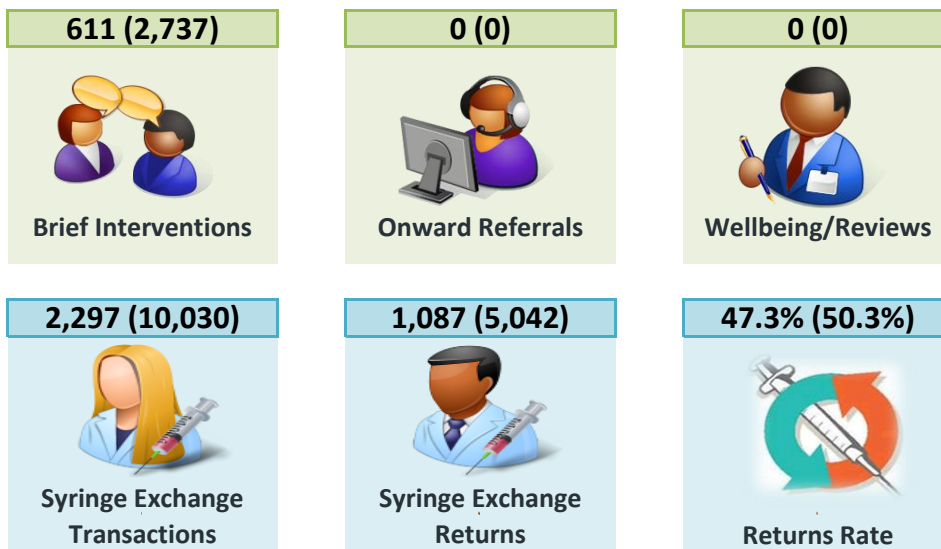 611 (2,737)
0 (0)
0 (0)
Brief Interventions
Onward Referrals
Wellbeing/Reviews
2,297 (10,030)
1,087 (5,042)
47.3% (50.3%)
Syringe Exchange
Transactions
Syringe Exchange
Returns
Returns Rate